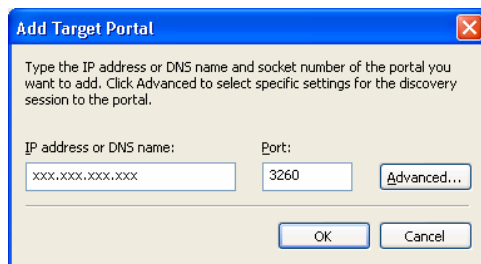 Add Target Portal
Type the IP address or DNS name and socket number of the portal you
want to add. Click Advanced to select specific settings for the discovery
session to the portal.
IP address or DNS name:
Port:
xxx.xxx.xxx.xxx
3260
Advanced...
OK
Cancel